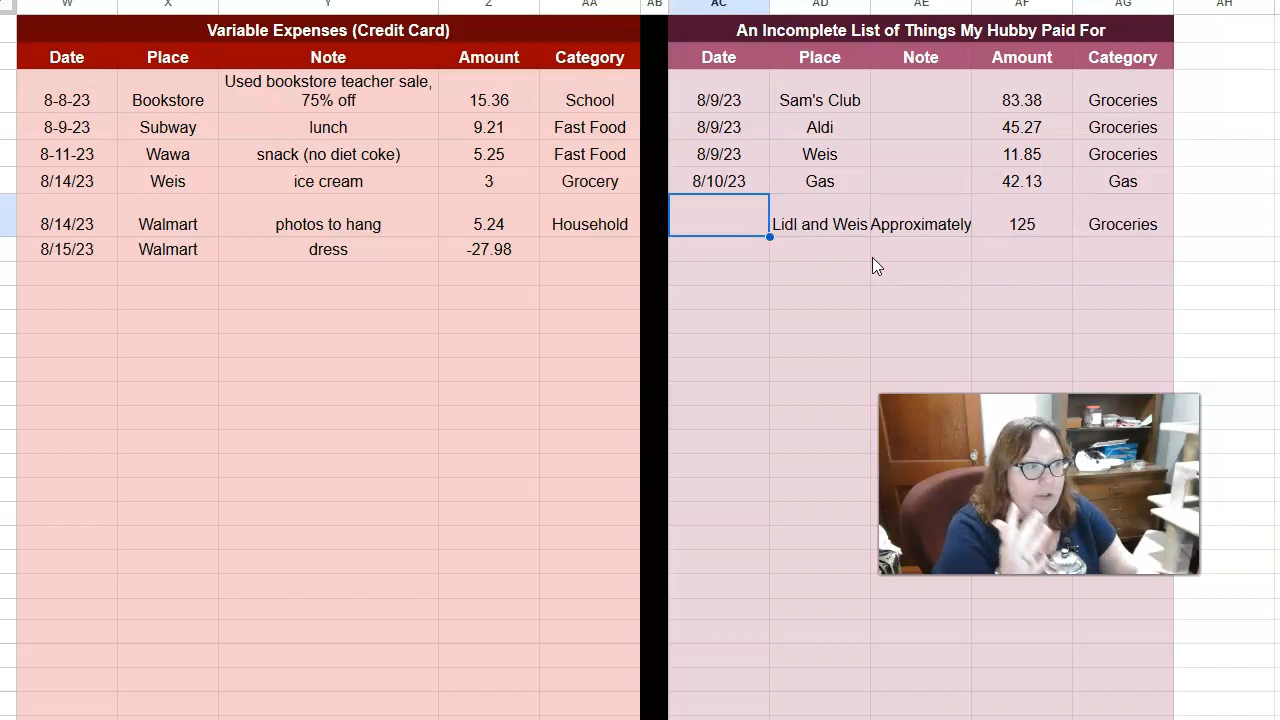 W X Y Z AA AB AC AD AE AF AG AH
Variable Expenses (Credit Card)
Date Place Note Amount Category
Used bookstore teacher sale,
8-8-23 Bookstore 75% off 15.36 School
8-9-23 Subway lunch 9.21 Fast Food
8-11-23 Wawa snack (no diet coke) 5.25 Fast Food
8/14/23 Weis ice cream 3 Grocery
8/14/23 Walmart photos to hang 5.24 Household
8/15/23 Walmart dress -27.98
An Incomplete List of Things My Hubby Paid For
Date Place Note Amount Category
8/9/23 Sam's Club 83.38 Groceries
8/9/23 Aldi 45.27 Groceries
8/9/23 Weis 11.85 Groceries
8/10/23 Gas 42.13 Gas
Lidl and Weis Approximately 125 Groceries